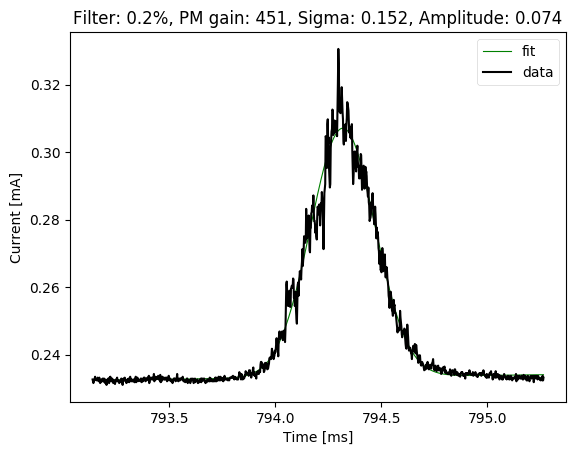 Filter: 0.2%, PM gain: 451, Sigma: 0.152, Amplitude: 0.074
fit
data
0.32
0.30
0.28
0.26
0.24
Current [mA]
793.5 794.0 794.5 795.0
Time [ms]